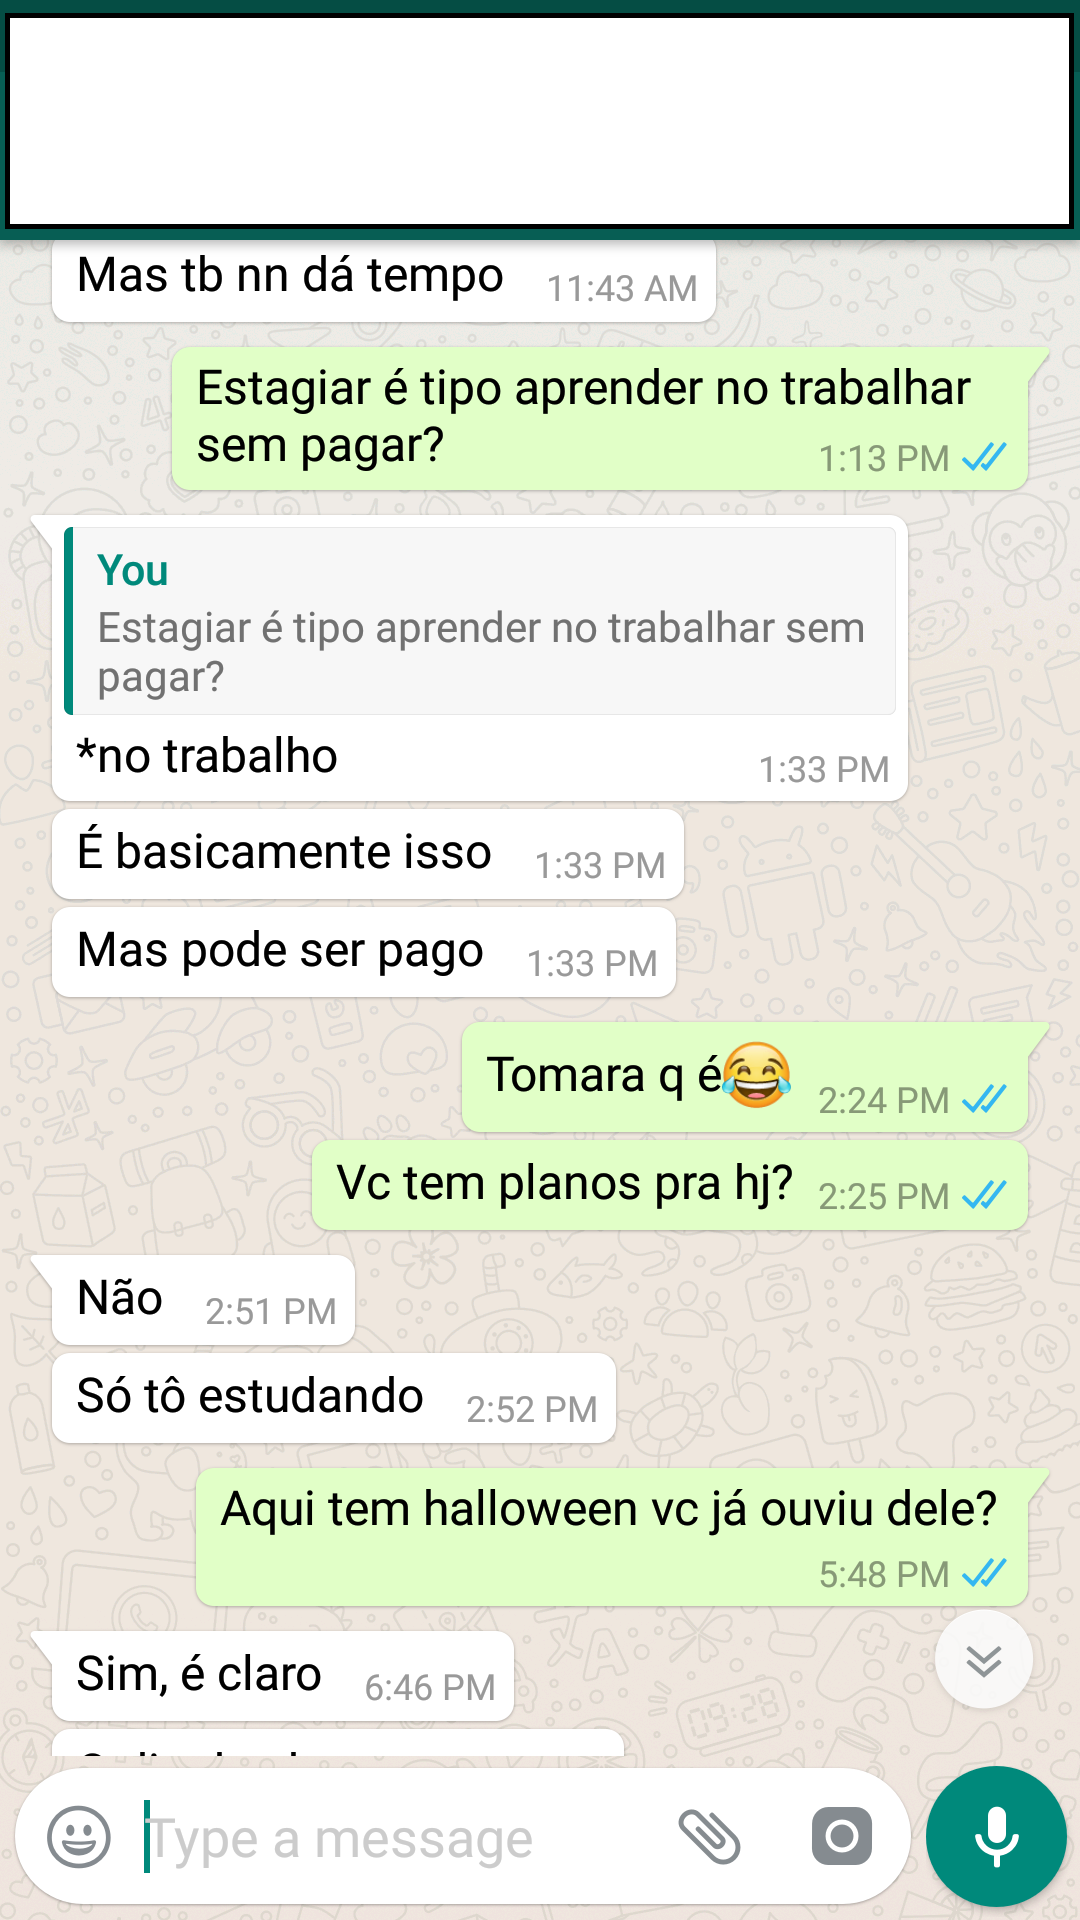 Mas tb nn dá tempo 11:43 AM
Estagiar é tipo aprender no trabalhar
sem pagar? 1:13 PM
You
Estagiar é tipo aprender no trabalhar sem
pagar?
*no trabalho 1:33 PM
É basicamente isso 1:33 PM
Mas pode ser pago 1:33 PM
Tomara q é😂 2:24 PM
Vc tem planos pra hj? 2:25 PM
Não 2:51 PM
Só tô estudando 2:52 PM
Aqui tem halloween vc já ouviu dele?
5:48 PM
Sim, é claro 6:46 PM
Type a message